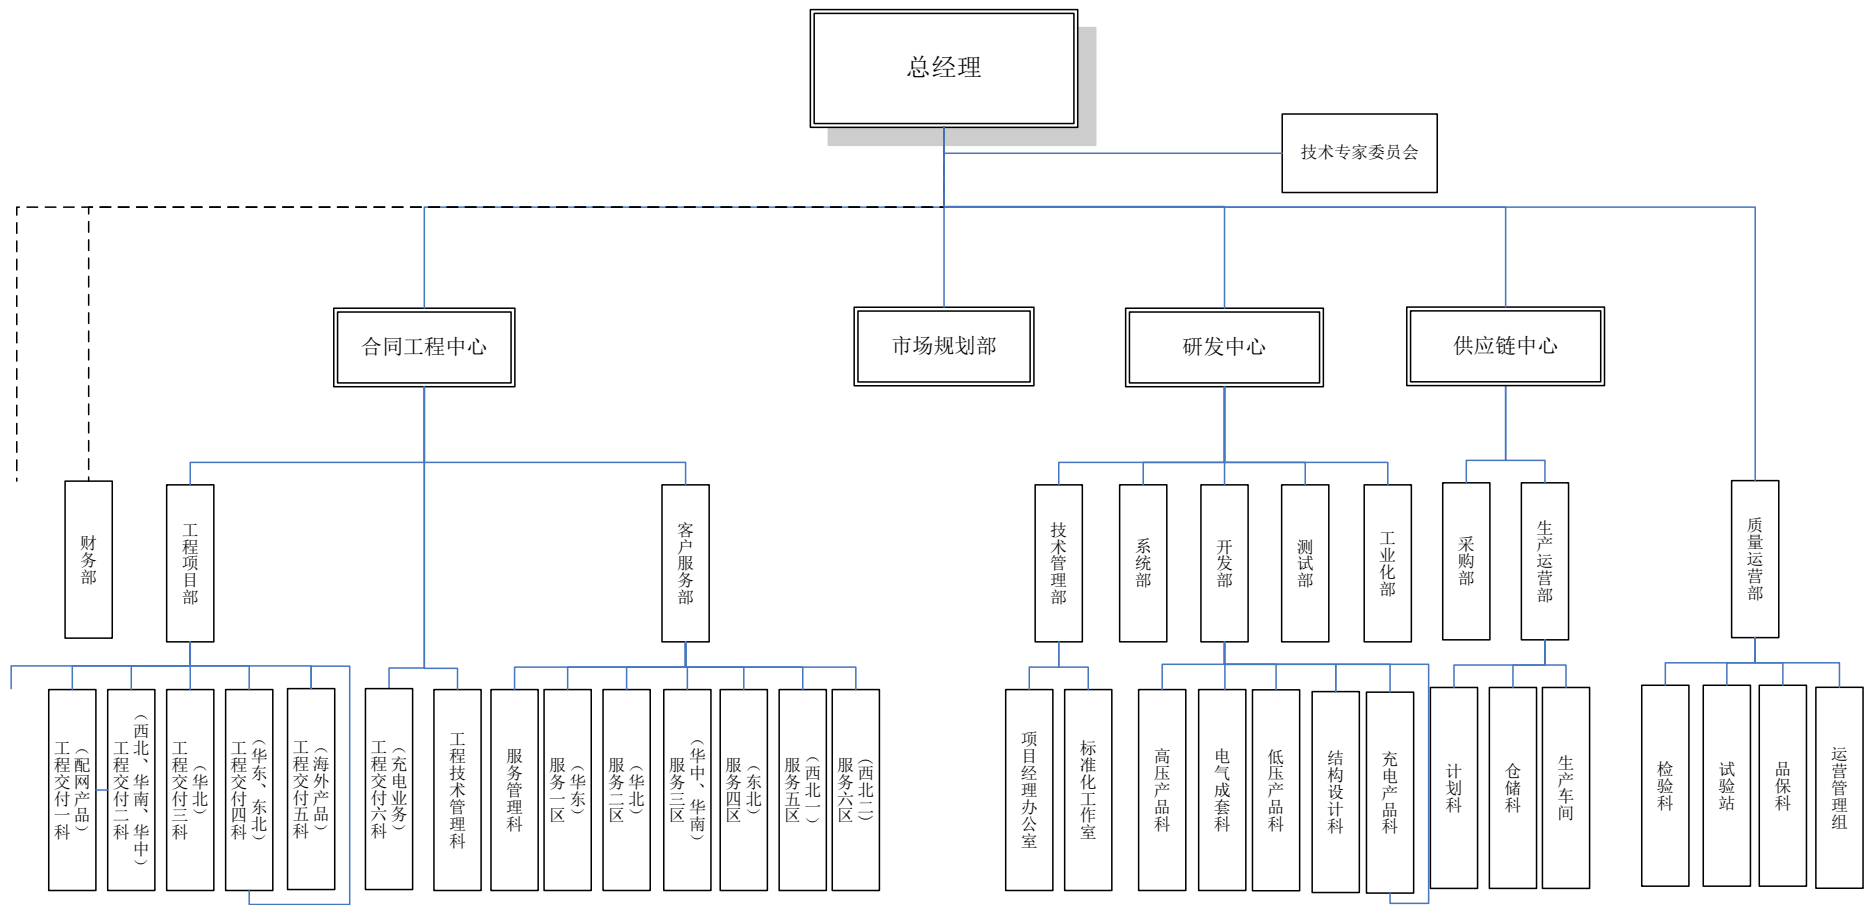 总经理
技术专家委员会
合同工程中心
市场规划部
研发中心
供应链中心
财务部
工程项目部
客户服务部
技术管理部
系统部
开发部
测试部
工业化部
采购部
生产运营部
质量运营部
工程交付一科
（配网产品）
工程交付二科
（西北、华南、华中）
工程交付三科
（华北）
工程交付四科
（华东、东北）
工程交付五科
（海外产品）
工程交付六科
（充电业务）
工程技术管理科
服务管理科
服务一区
（华东）
服务二区
（华北）
服务三区
（华中、华南）
服务四区
（东北）
服务五区
（西北一）
服务六区
（西北二）
项目经理办公室
标准化工作室
高压产品科
电气成套科
低压产品科
结构设计科
充电产品科
计划科
仓储科
生产车间
检验科
试验站
品保科
运营管理组